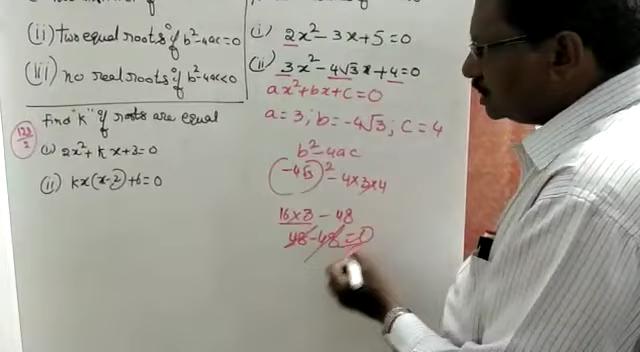 (ii) two equal roots if b²-4ac=0
(iii) no real roots if b²-4ac<0
Find "k" if roots are equal
122/2
(i) 2x²+kx+3=0
(ii) kx(x-2)+6=0
(i) 2x²-3x+5=0
(ii) 3x²-4√3x+4=0
ax²+bx+c=0
a=3; b=-4√3, c=4
b²-4ac
(-4√3)²-4×3×4
16×3-48
48-48=0